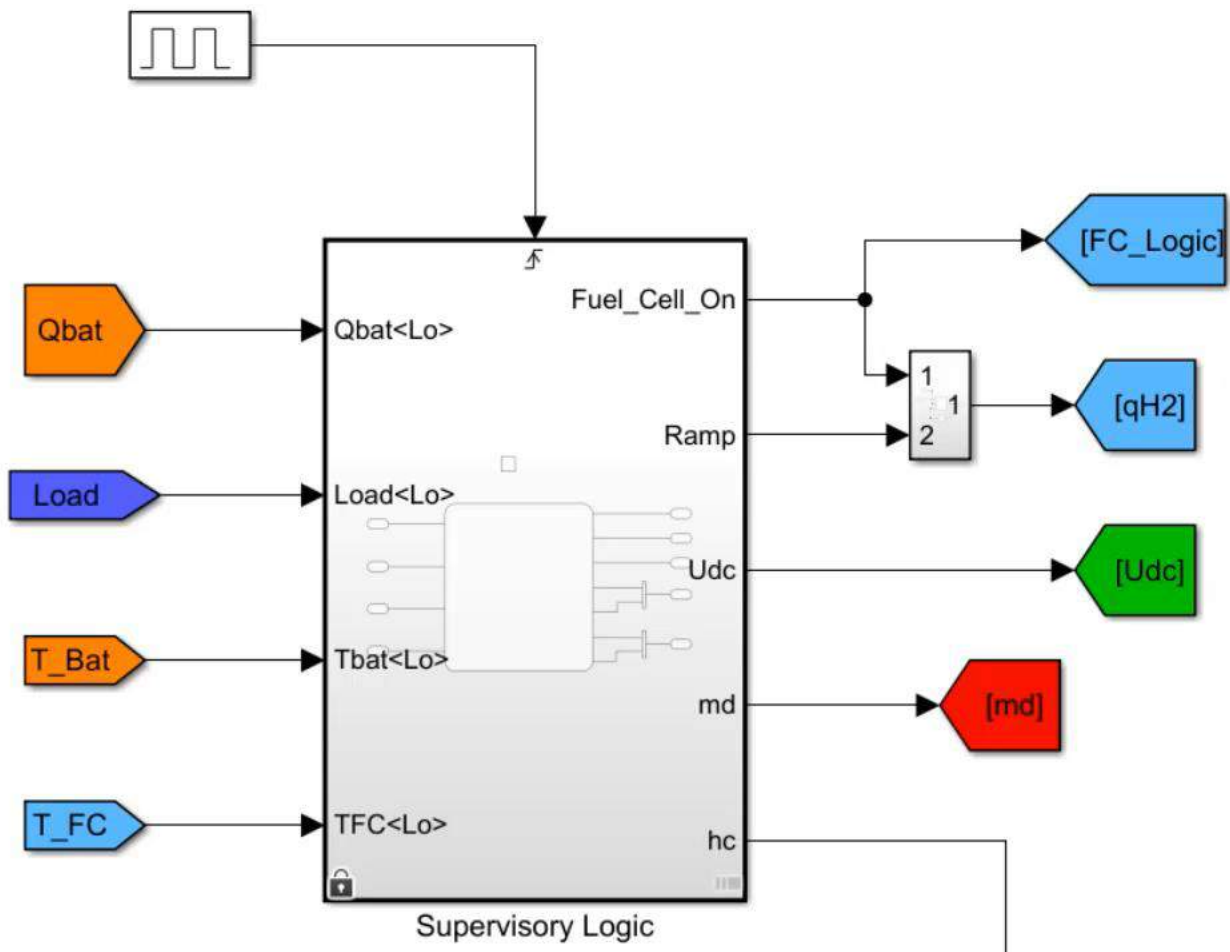 Fuel_Cell_On
[FC_Logic]
Qbat
Qbat<Lo>
1
1
2
[qH2]
Ramp
Load
Load<Lo>
Udc
[Udc]
T_Bat
Tbat<Lo>
md
[md]
T_FC
TFC<Lo>
hc
Supervisory Logic